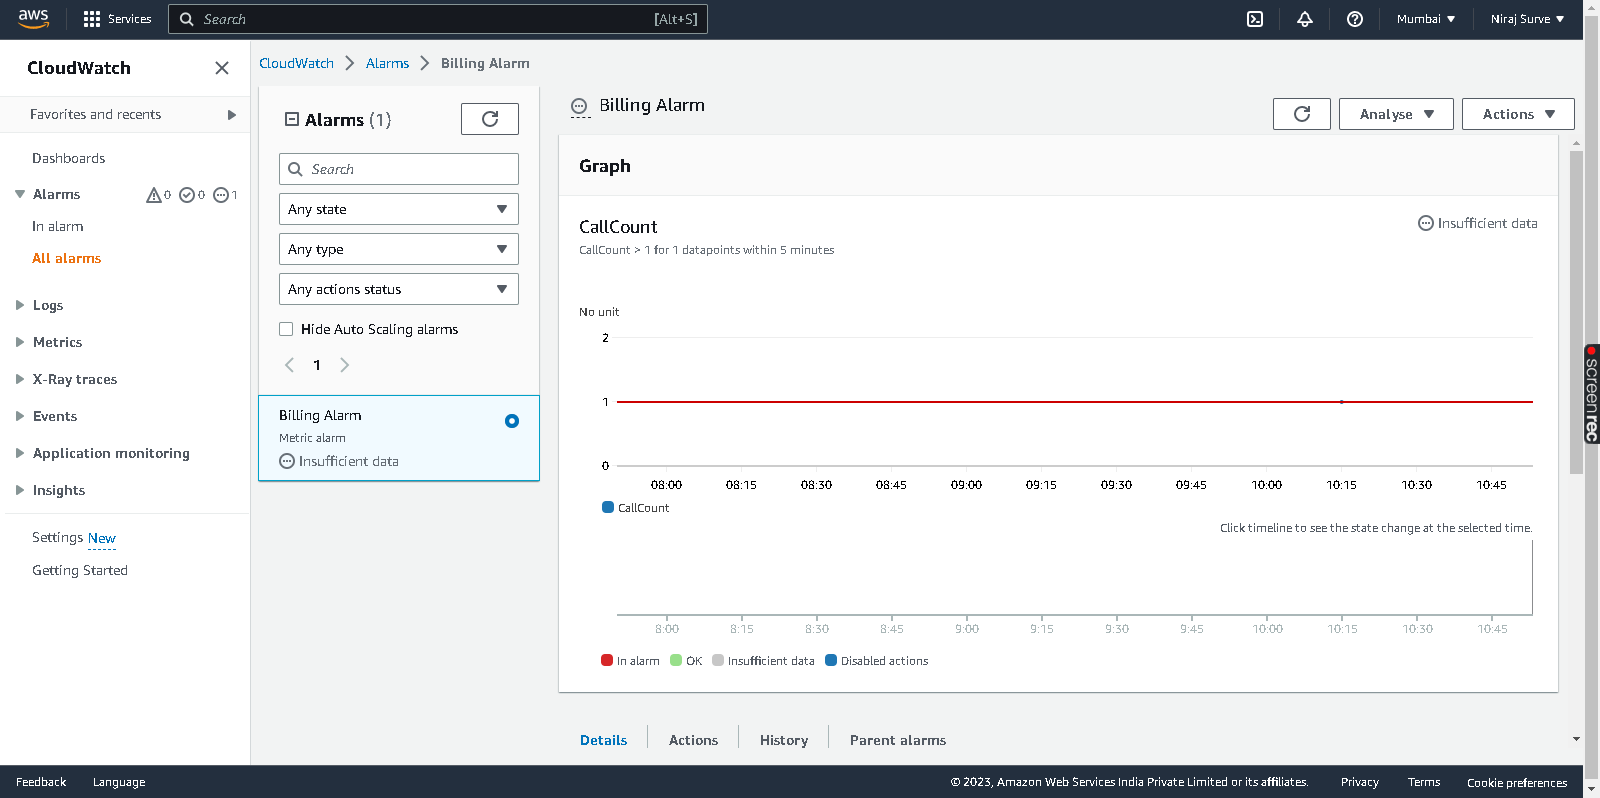 aws
Services
Search
[Alt+S]
Mumbai
Niraj Surve
CloudWatch
Favorites and recents
Dashboards
Alarms
0
0
1
In alarm
All alarms
Logs
Metrics
X-Ray traces
Events
Application monitoring
Insights
Settings New
Getting Started
CloudWatch
Alarms
Billing Alarm
Alarms (1)
Search
Any state
Any type
Any actions status
Hide Auto Scaling alarms
1
Billing Alarm
Metric alarm
Insufficient data
Billing Alarm
Analyse
Actions
Graph
CallCount
Insufficient data
CallCount > 1 for 1 datapoints within 5 minutes
No unit
2
1
0
08:00 08:15 08:30 08:45 09:00 09:15 09:30 09:45 10:00 10:15 10:30 10:45
CallCount
Click timeline to see the state change at the selected time.
8:00 8:15 8:30 8:45 9:00 9:15 9:30 9:45 10:00 10:15 10:30 10:45
In alarm OK Insufficient data Disabled actions
Details Actions History Parent alarms
screenrec
Feedback Language
© 2023, Amazon Web Services India Private Limited or its affiliates. Privacy Terms Cookie preferences